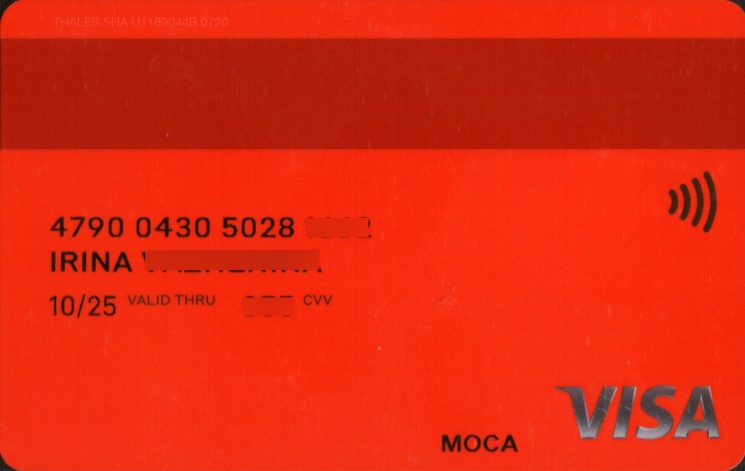 THALES SHA U1169044B 0720
4790 0430 5028
IRINA
10/25 VALID THRU CVV
MOCA
VISA